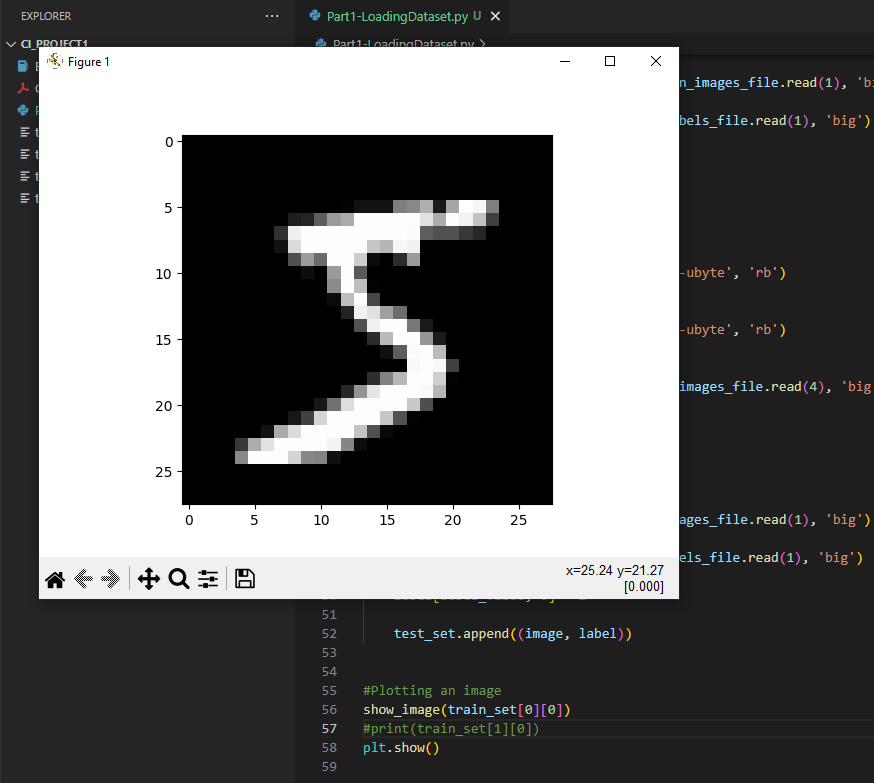 EXPLORER ...
Part1-LoadingDataset.py U
CI_PROJECT1
Part1-LoadingDataset.py
Figure 1
n_images_file.read(1), 'bi
bels_file.read(1), 'big')
-ubyte', 'rb')
-ubyte', 'rb')
images_file.read(4), 'big
ages_file.read(1), 'big')
els_file.read(1), 'big')
0
5
10
15
20
25
0 5 10 15 20 25
x=25.24 y=21.27
[0.000]
51
52 test_set.append((image, label))
53
54
55 #Plotting an image
56 show_image(train_set[0][0])
57 #print(train_set[1][0])
58 plt.show()
59